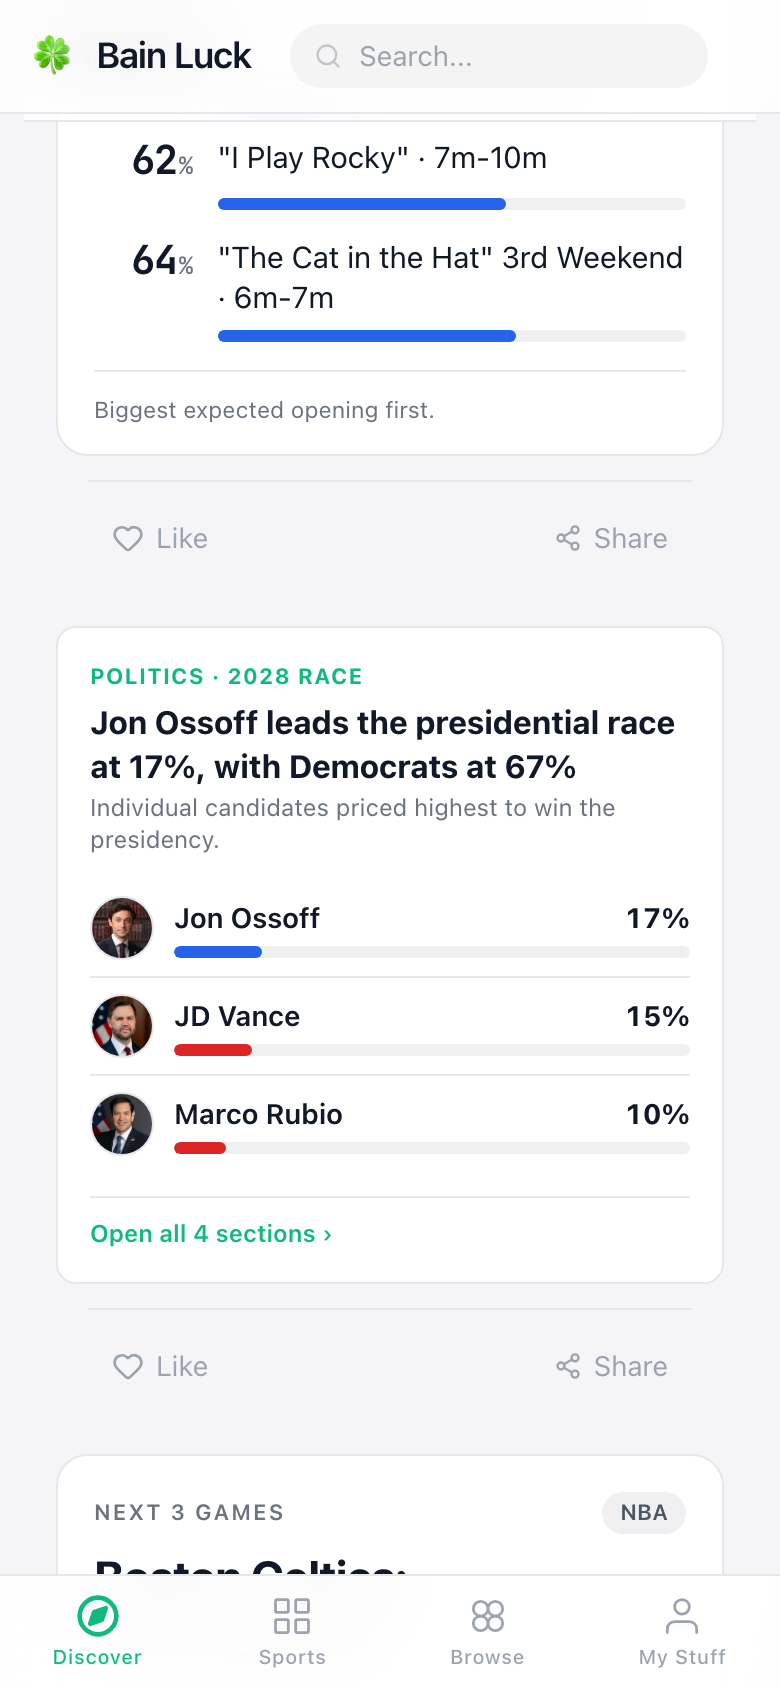 Bain Luck
Search...
62% "I Play Rocky" · 7m-10m
64% "The Cat in the Hat" 3rd Weekend
· 6m-7m
Biggest expected opening first.
Like
Share
POLITICS · 2028 RACE
Jon Ossoff leads the presidential race
at 17%, with Democrats at 67%
Individual candidates priced highest to win the
presidency.
Jon Ossoff 17%
JD Vance 15%
Marco Rubio 10%
Open all 4 sections ›
Like
Share
NEXT 3 GAMES
NBA
Boston Celtics:
Discover
Sports
Browse
My Stuff